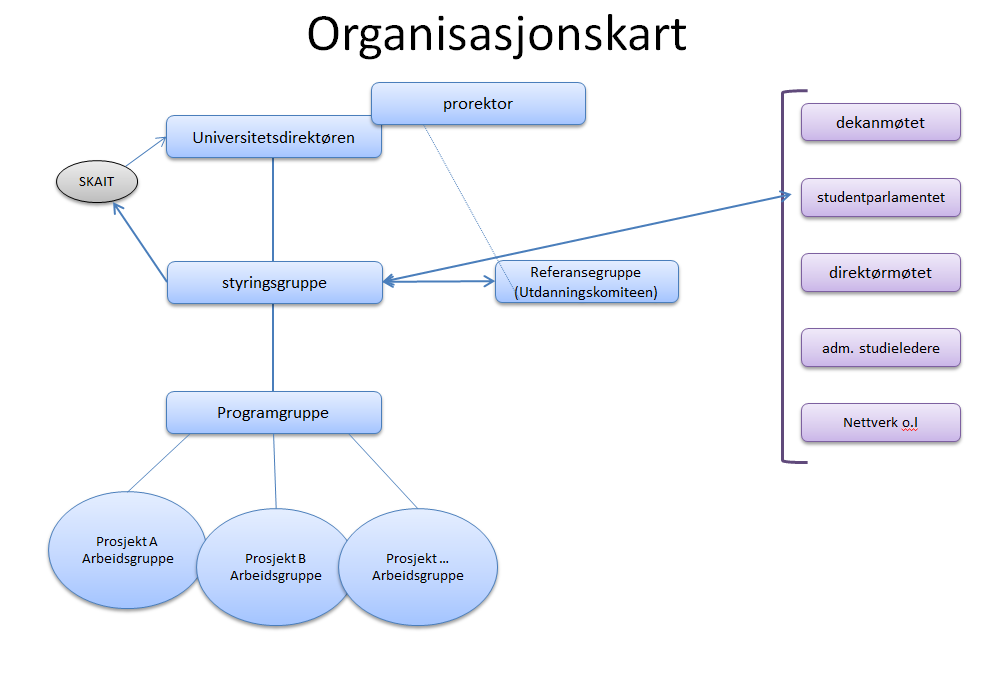 Organisasjonskart
prorektor
Universitetsdirektøren
SKAIT
styringsgruppe
Referansegruppe
(Utdanningskomiteen)
Programgruppe
Prosjekt A
Arbeidsgruppe
Prosjekt B
Arbeidsgruppe
Prosjekt ...
Arbeidsgruppe
dekanmøtet
studentparlamentet
direktørmøtet
adm. studieledere
Nettverk o.l